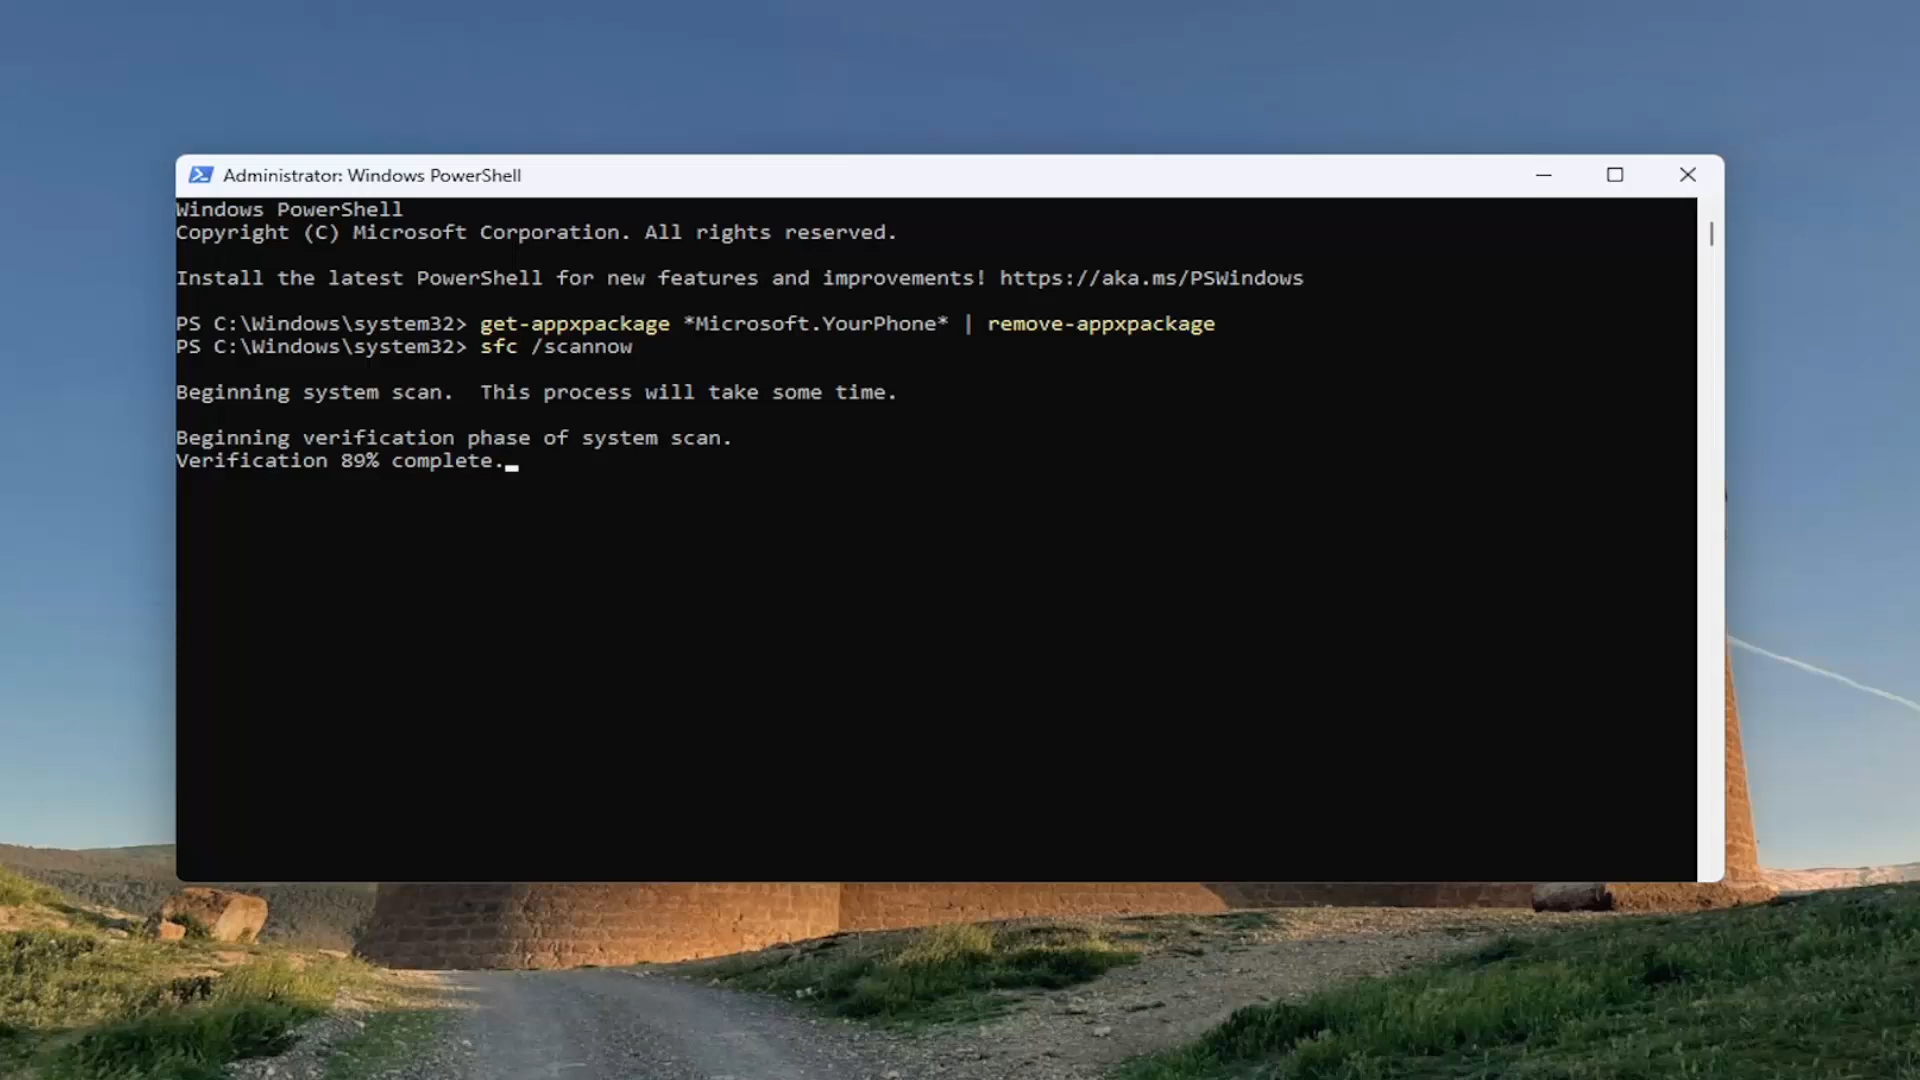 Administrator: Windows PowerShell
Windows PowerShell
Copyright (C) Microsoft Corporation. All rights reserved.
Install the latest PowerShell for new features and improvements! https://aka.ms/PSWindows
PS C:\Windows\system32> get-appxpackage *Microsoft.YourPhone* | remove-appxpackage
PS C:\Windows\system32> sfc /scannow
Beginning system scan.  This process will take some time.
Beginning verification phase of system scan.
Verification 89% complete.